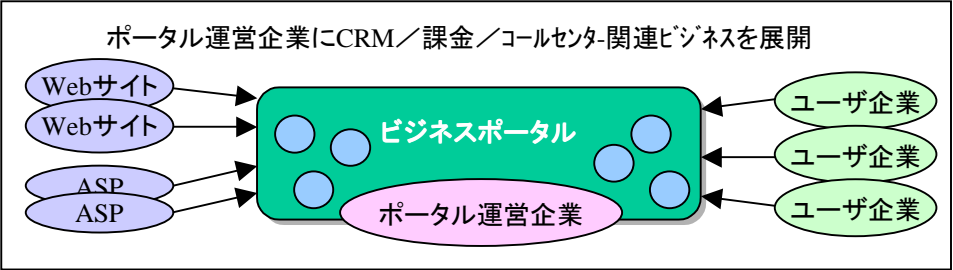 ポータル運営企業にCRM／課金／ｺｰﾙｾﾝﾀ-関連ﾋﾞｼﾞﾈｽを展開
Webサイト
Webサイト
ASP
ASP
ビジネスポータル
ポータル運営企業
ユーザ企業
ユーザ企業
ユーザ企業